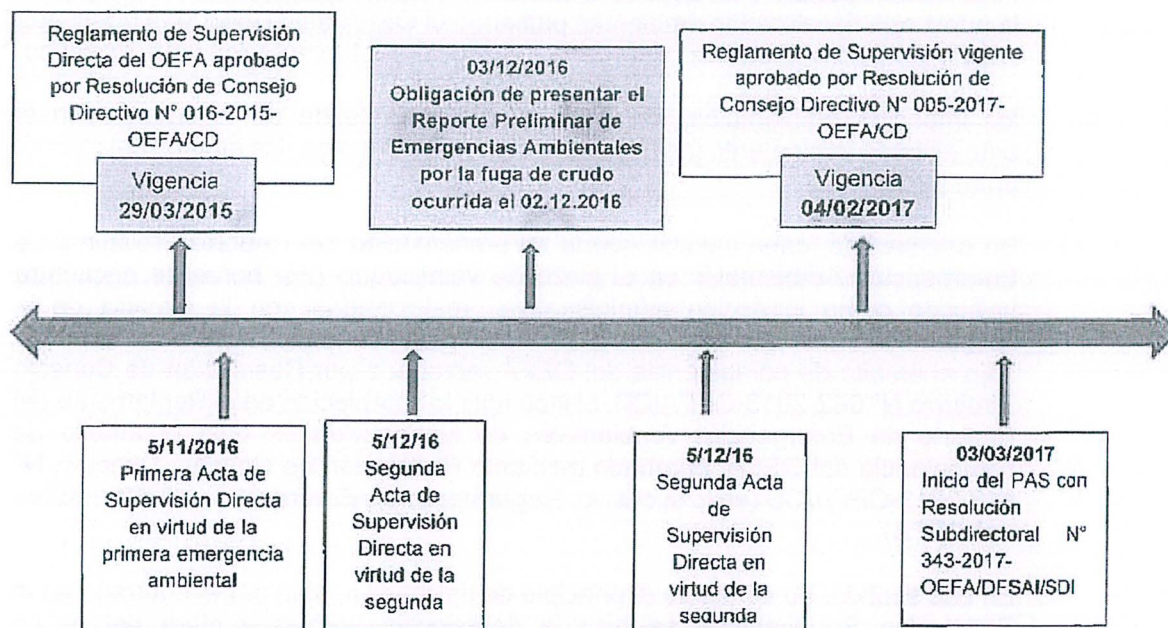 Reglamento de Supervisión
Directa del OEFA aprobado
por Resolución de Consejo
Directivo N° 016-2015-
OEFA/CD
Vigencia
29/03/2015
03/12/2016
Obligación de presentar el
Reporte Preliminar de
Emergencias Ambientales
por la fuga de crudo
ocurrida el 02.12.2016
Reglamento de Supervisión vigente
aprobado por Resolución de
Consejo Directivo N° 005-2017-
OEFA/CD
Vigencia
04/02/2017
Primera Acta de
Supervisión Directa
en virtud de la
primera emergencia
ambiental
5/12/16
Segunda Acta
de
Supervisión
Directa en
virtud de la
segunda
5/12/16
Segunda Acta
de
Supervisión
Directa en
virtud de la
segunda
03/03/2017
Inicio del PAS con
Resolución
Subdirectoral N°
343-2017-
OEFA/DFSAI/SDI